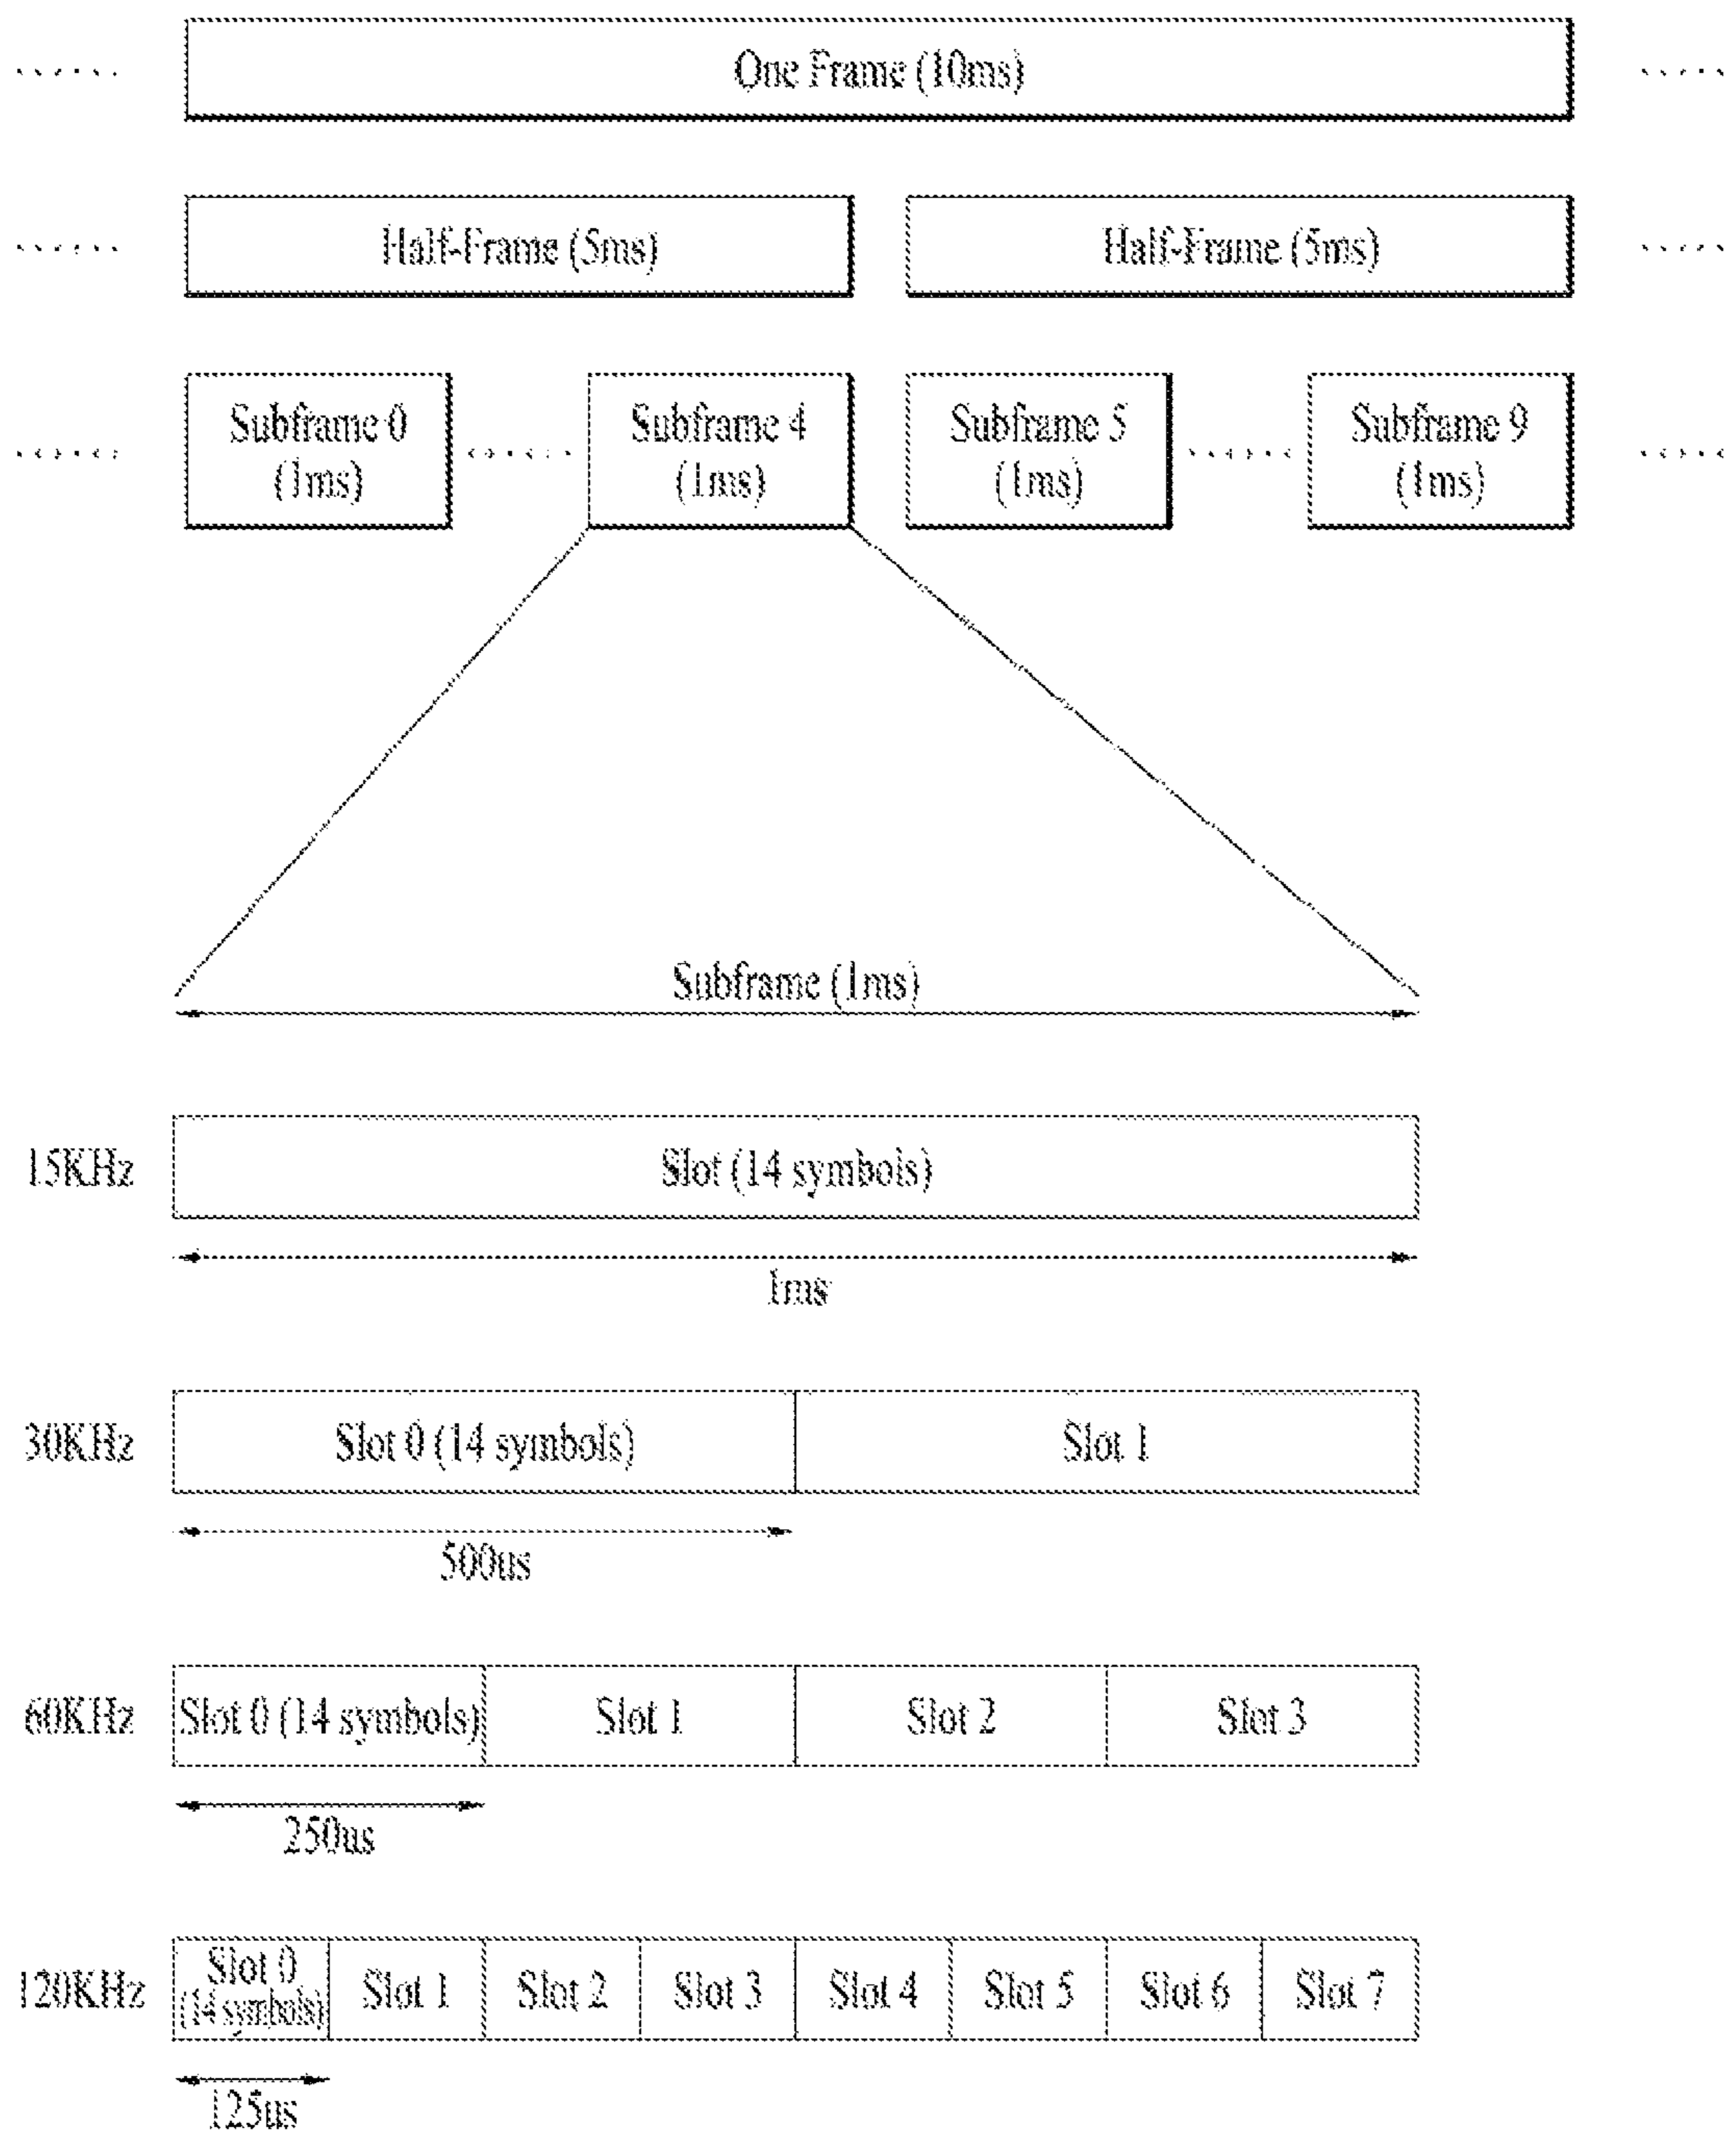 One Frame (10ms)
Half-Frame (5ms) Half-Frame (5ms)
Subframe 0 Subframe 4 Subframe 5 Subframe 9
(1ms) (1ms) (1ms) (1ms)
Subframe (1ms)
15KHz Slot (14 symbols)
1ms
30KHz Slot 0 (14 symbols) Slot 1
500us
60KHz Slot 0 (14 symbols) Slot 1 Slot 2 Slot 3
250us
120KHz Slot 0 (14 symbols) Slot 1 Slot 2 Slot 3 Slot 4 Slot 5 Slot 6 Slot 7
125us